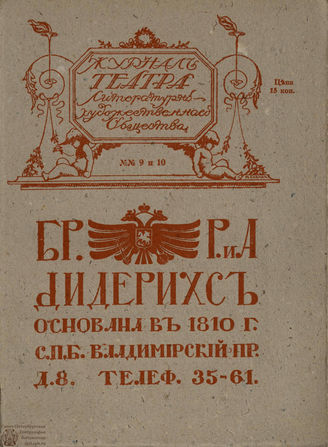 ЖУРНАЛЪ
ТЕАТРА
Литературно-
художественнаго
Общества
Цѣна
15 коп.
№№ 9 и 10
БР. Р. и А
ДИДЕРИХСЪ
ОСНОВАНА ВЪ 1810 Г.
С.П.Б. ВЛАДИМІРСКІЙ ПР.
Д. 8. ТЕЛЕФ. 35-61.